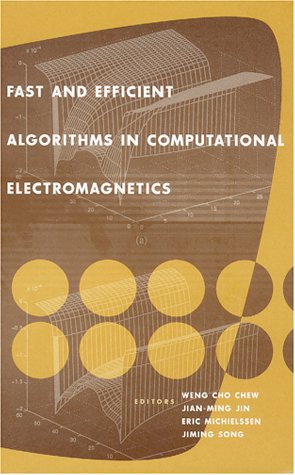 FAST AND EFFICIENT
ALGORITHMS IN COMPUTATIONAL
ELECTROMAGNETICS
(a)
EDITORS
WENG CHO CHEW
JIAN-MING JIN
ERIC MICHIELSSEN
JIMING SONG